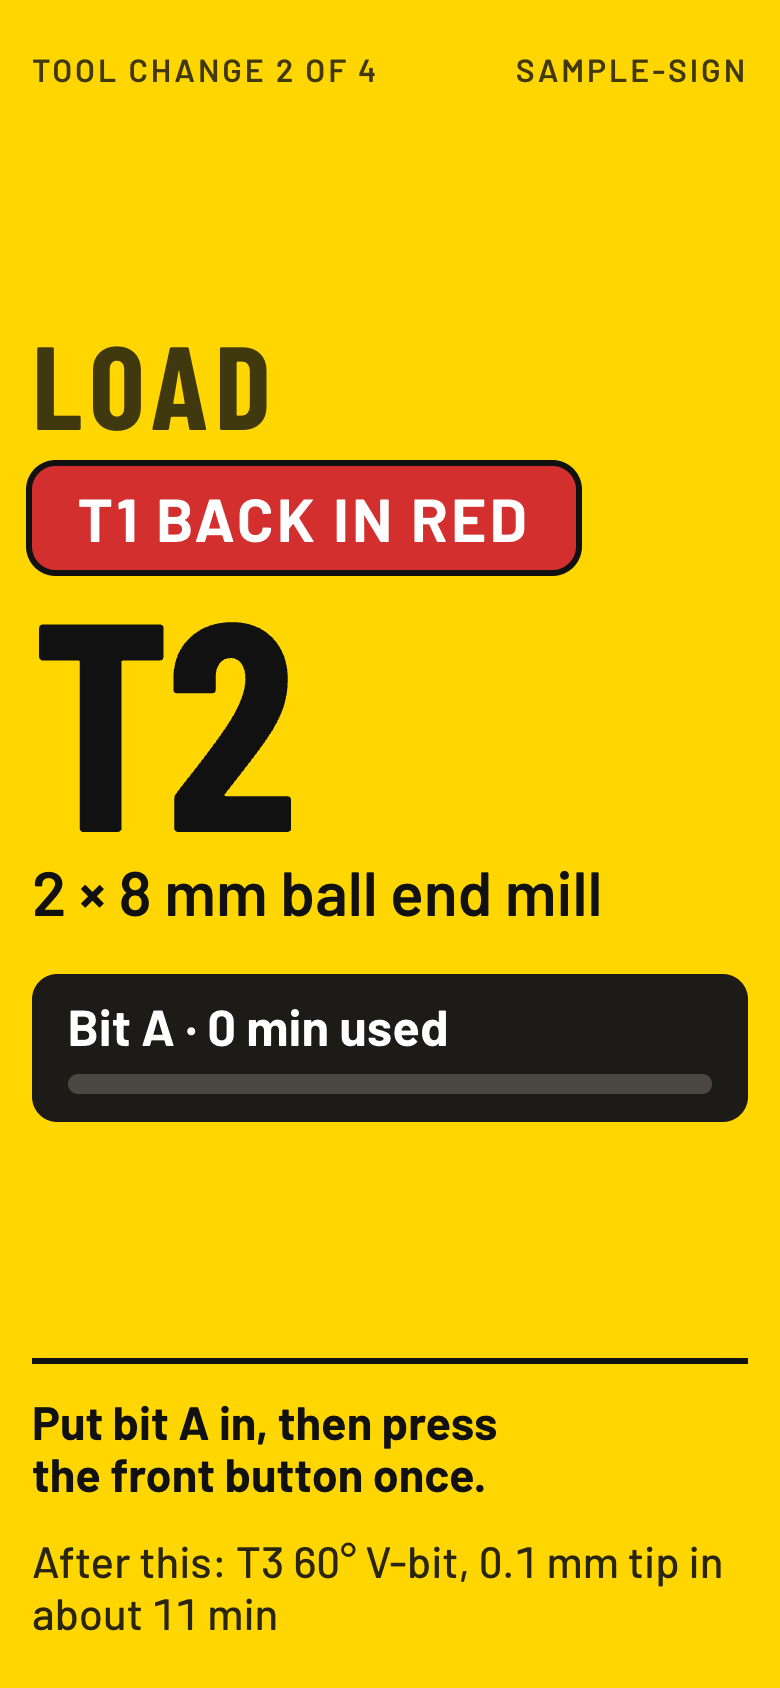 TOOL CHANGE 2 OF 4
SAMPLE-SIGN
LOAD
T1 BACK IN RED
T2
2 × 8 mm ball end mill
Bit A · 0 min used
Put bit A in, then press
the front button once.
After this: T3 60° V-bit, 0.1 mm tip in
about 11 min